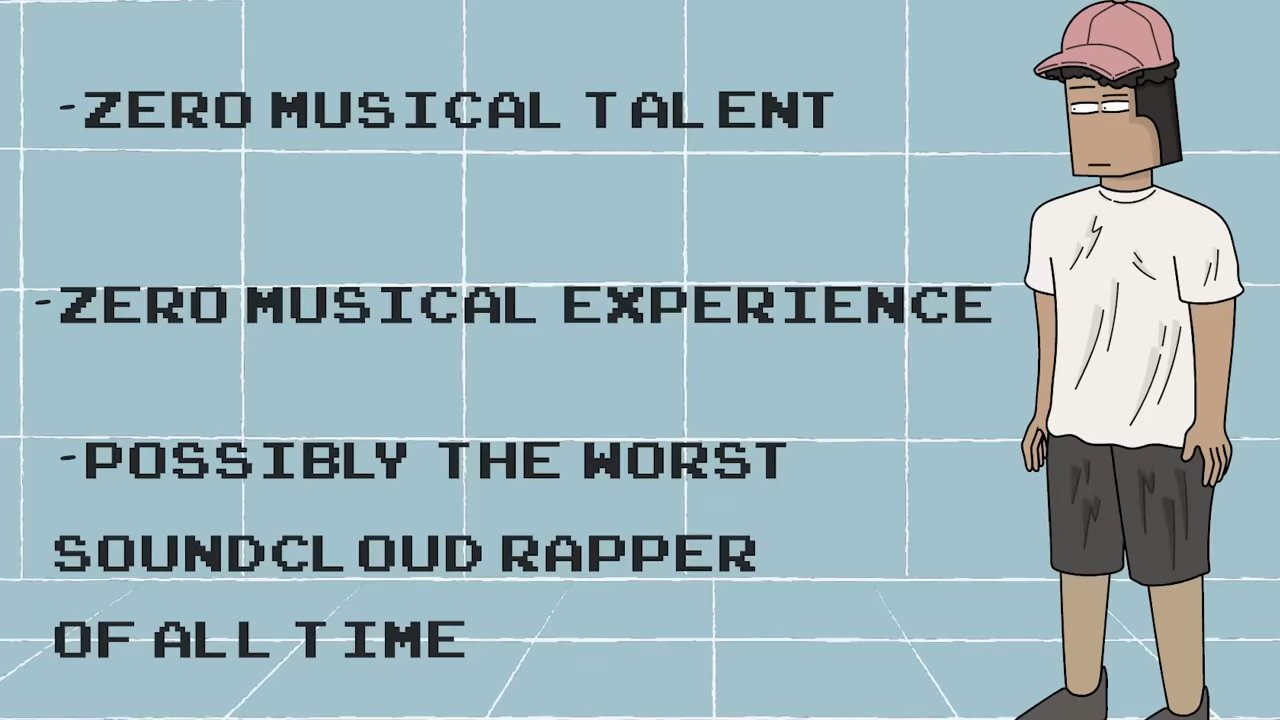 -ZERO MUSICAL TALENT
-ZERO MUSICAL EXPERIENCE
-POSSIBLY THE WORST
SOUNDCLOUD RAPPER
OF ALL TIME